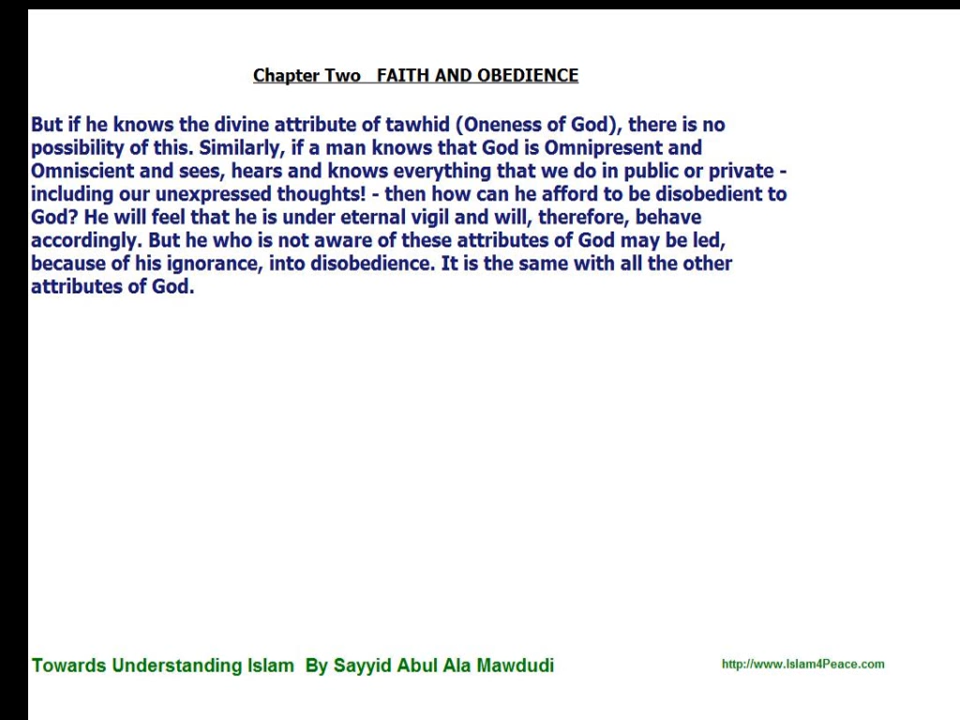 Chapter Two FAITH AND OBEDIENCE
But if he knows the divine attribute of tawhid (Oneness of God), there is no
possibility of this. Similarly, if a man knows that God is Omnipresent and
Omniscient and sees, hears and knows everything that we do in public or private -
including our unexpressed thoughts! - then how can he afford to be disobedient to
God? He will feel that he is under eternal vigil and will, therefore, behave
accordingly. But he who is not aware of these attributes of God may be led,
because of his ignorance, into disobedience. It is the same with all the other
attributes of God.
Towards Understanding Islam By Sayyid Abul Ala Mawdudi
http://www.Islam4Peace.com